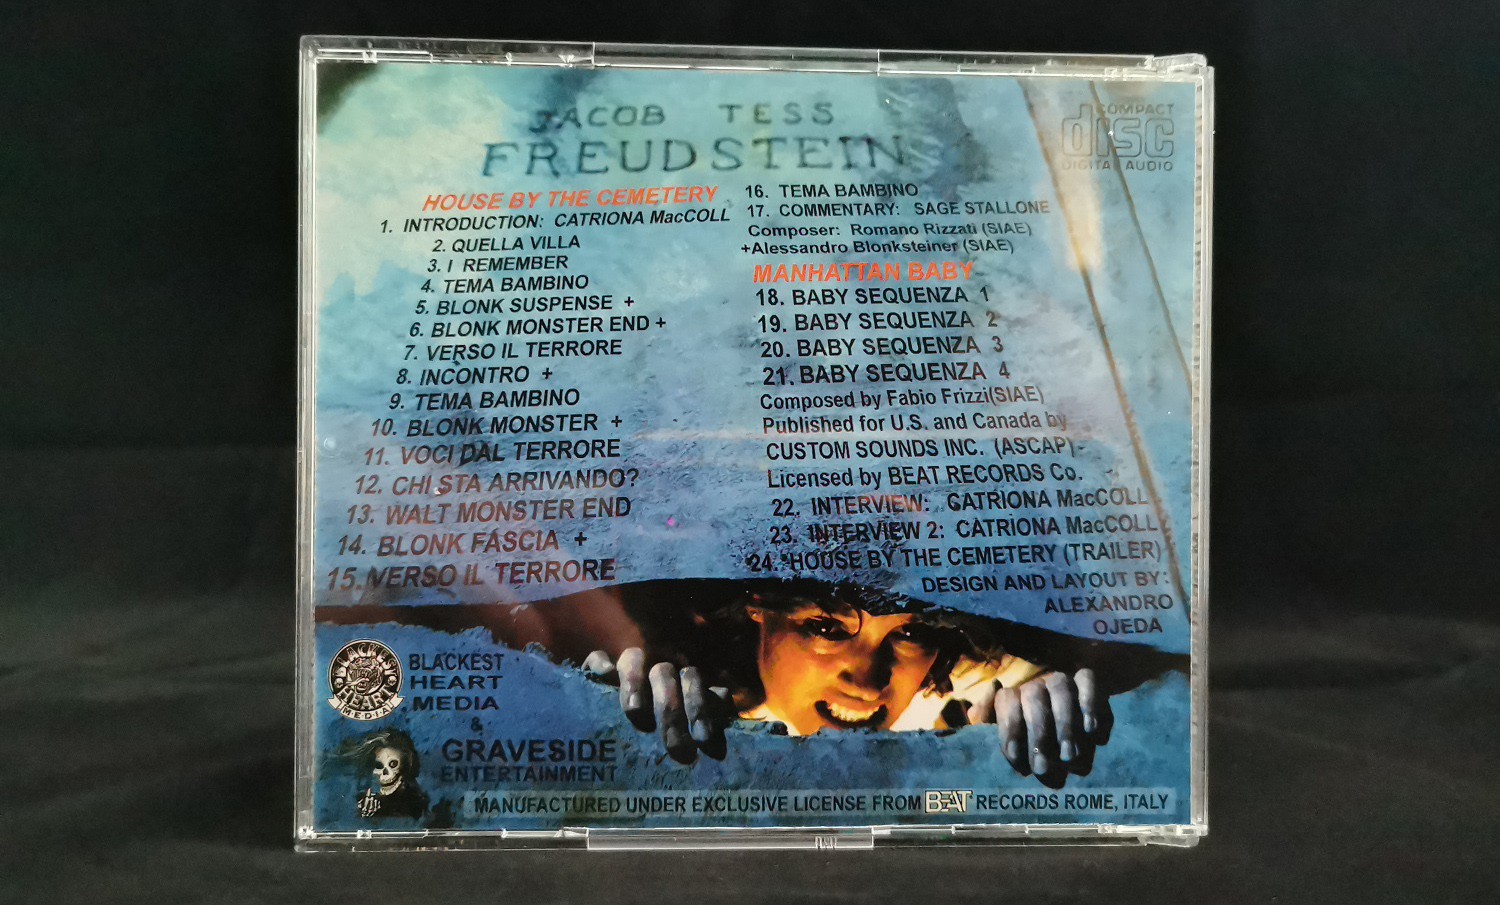 JACOB TESS
FREUDSTEIN
COMPACT
disc
DIGITAL AUDIO
HOUSE BY THE CEMETERY
1. INTRODUCTION: CATRIONA MacCOLL
2. QUELLA VILLA
3. I REMEMBER
4. TEMA BAMBINO
5. BLONK SUSPENSE +
6. BLONK MONSTER END +
7. VERSO IL TERRORE
8. INCONTRO +
9. TEMA BAMBINO
10. BLONK MONSTER +
11. VOCI DAL TERRORE
12. CHI STA ARRIVANDO?
13. WALT MONSTER END
14. BLONK FASCIA +
15. VERSO IL TERRORE
16. TEMA BAMBINO
17. COMMENTARY: SAGE STALLONE
Composer: Romano Rizzati (SIAE)
+Alessandro Blonksteiner (SIAE)
MANHATTAN BABY
18. BABY SEQUENZA 1
19. BABY SEQUENZA 2
20. BABY SEQUENZA 3
21. BABY SEQUENZA 4
Composed by Fabio Frizzi(SIAE)
Published for U.S. and Canada by
CUSTOM SOUNDS INC. (ASCAP)
Licensed by BEAT RECORDS Co.
22. INTERVIEW: CATRIONA MacCOLL
23. INTERVIEW 2: CATRIONA MacCOLL
24. HOUSE BY THE CEMETERY (TRAILER)
DESIGN AND LAYOUT BY:
ALEXANDRO
OJEDA
BLACKEST
HEART
MEDIA
BLACKEST
HEART
MEDIA
&
GRAVESIDE
ENTERTAINMENT
MANUFACTURED UNDER EXCLUSIVE LICENSE FROM BEAT RECORDS ROME, ITALY